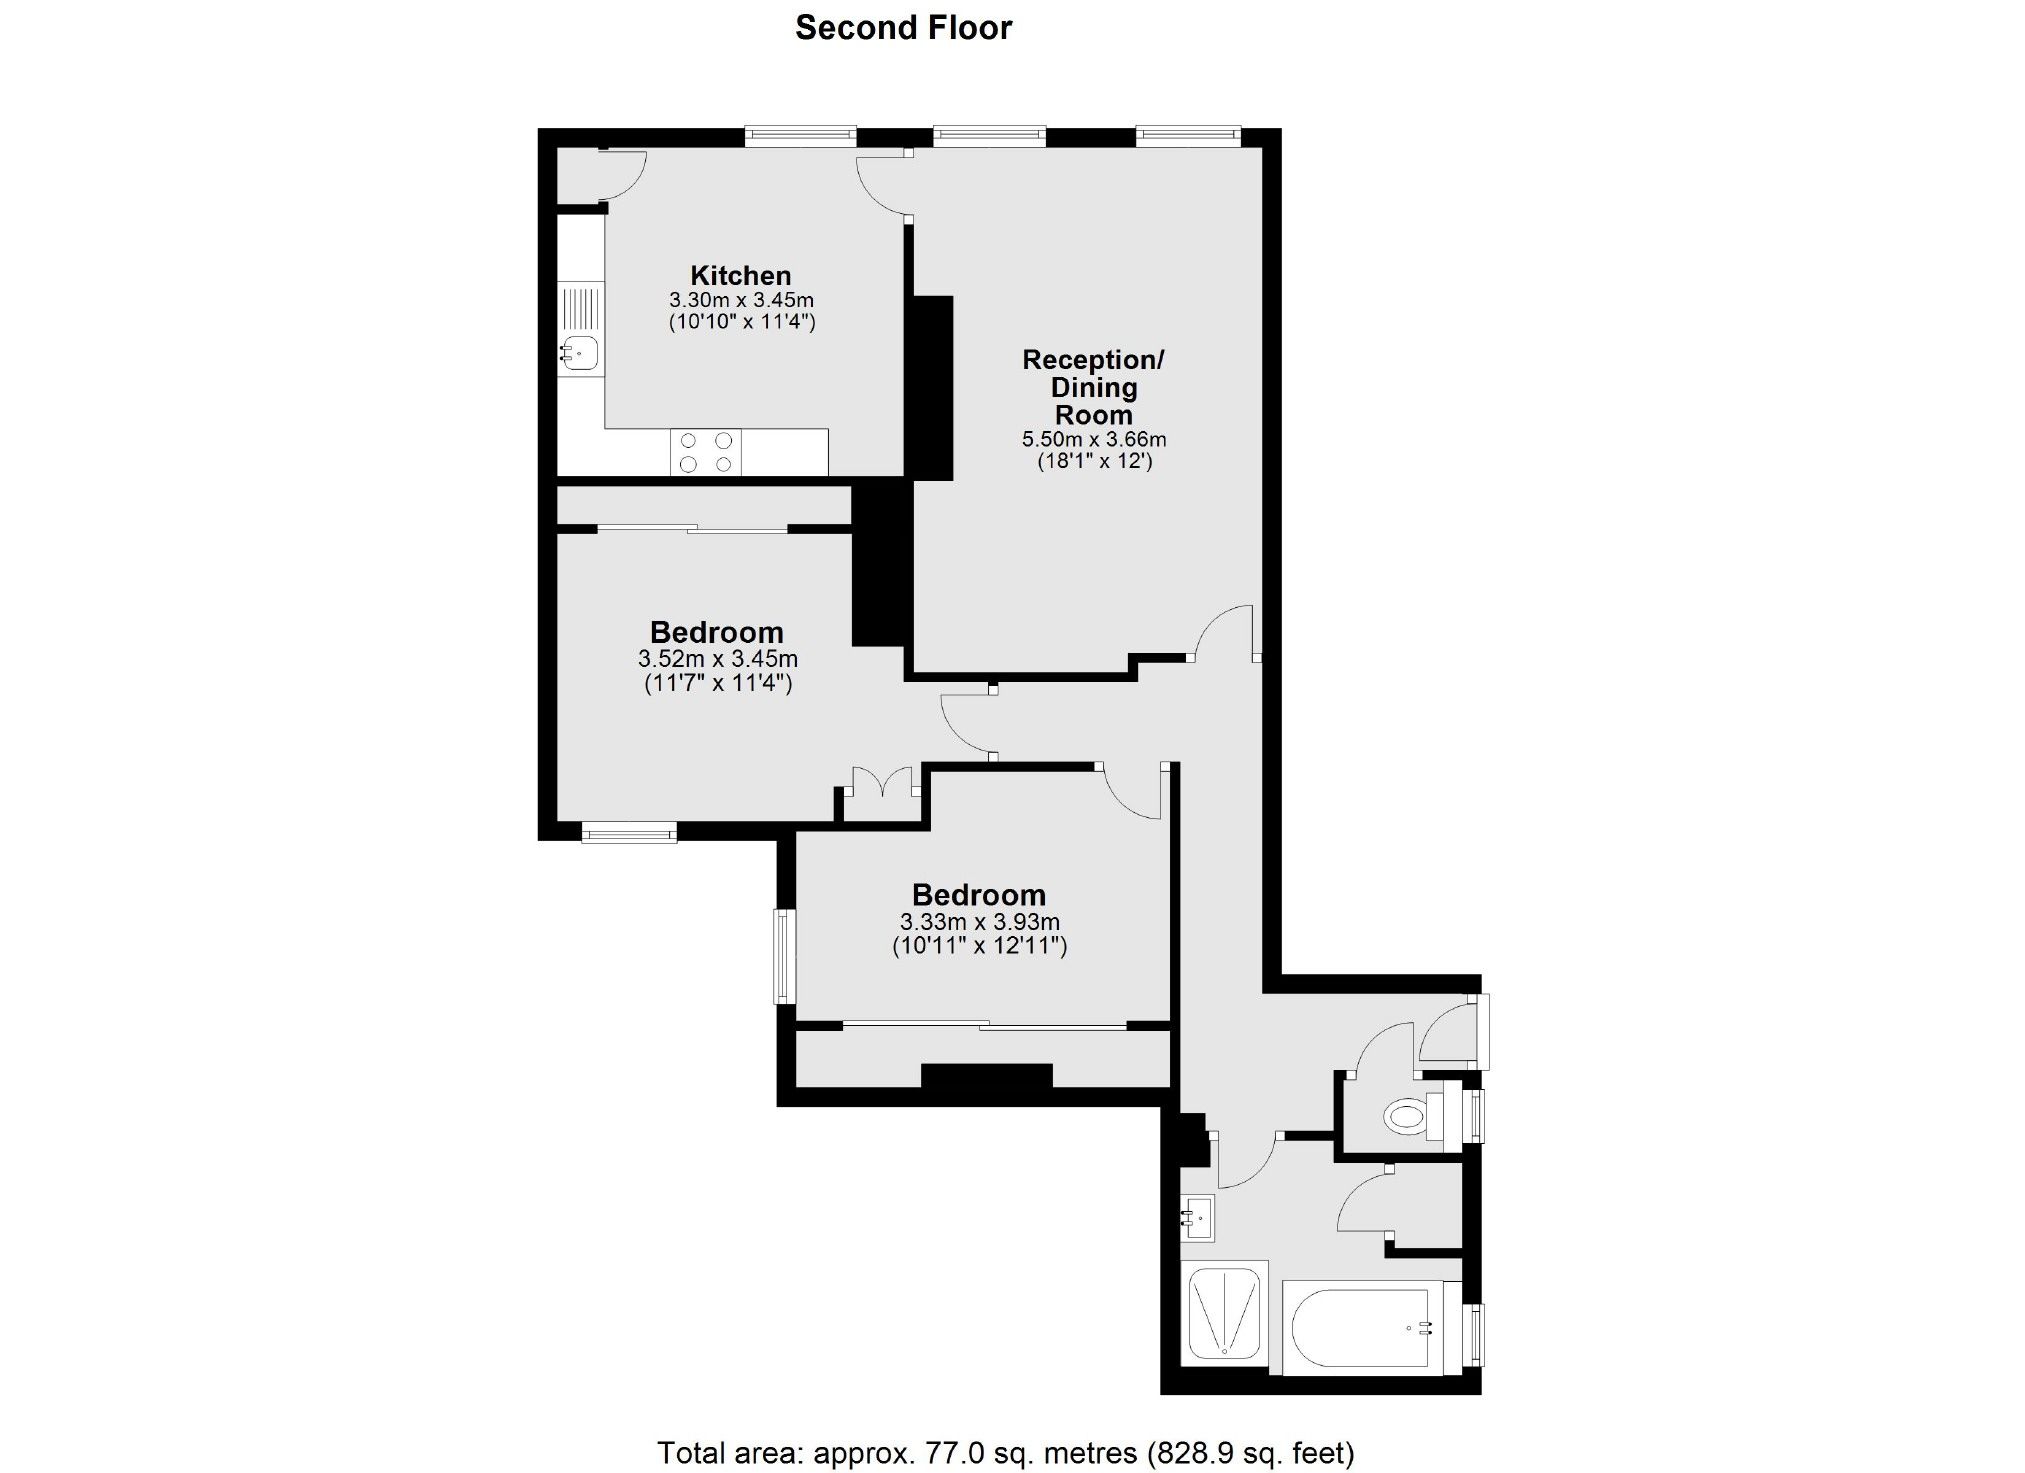 Second Floor
Kitchen
3.30m x 3.45m
(10'10" x 11'4")
Reception/
Dining
Room
5.50m x 3.66m
(18'1" x 12')
Bedroom
3.52m x 3.45m
(11'7" x 11'4")
Bedroom
3.33m x 3.93m
(10'11" x 12'11")
Total area: approx. 77.0 sq. metres (828.9 sq. feet)